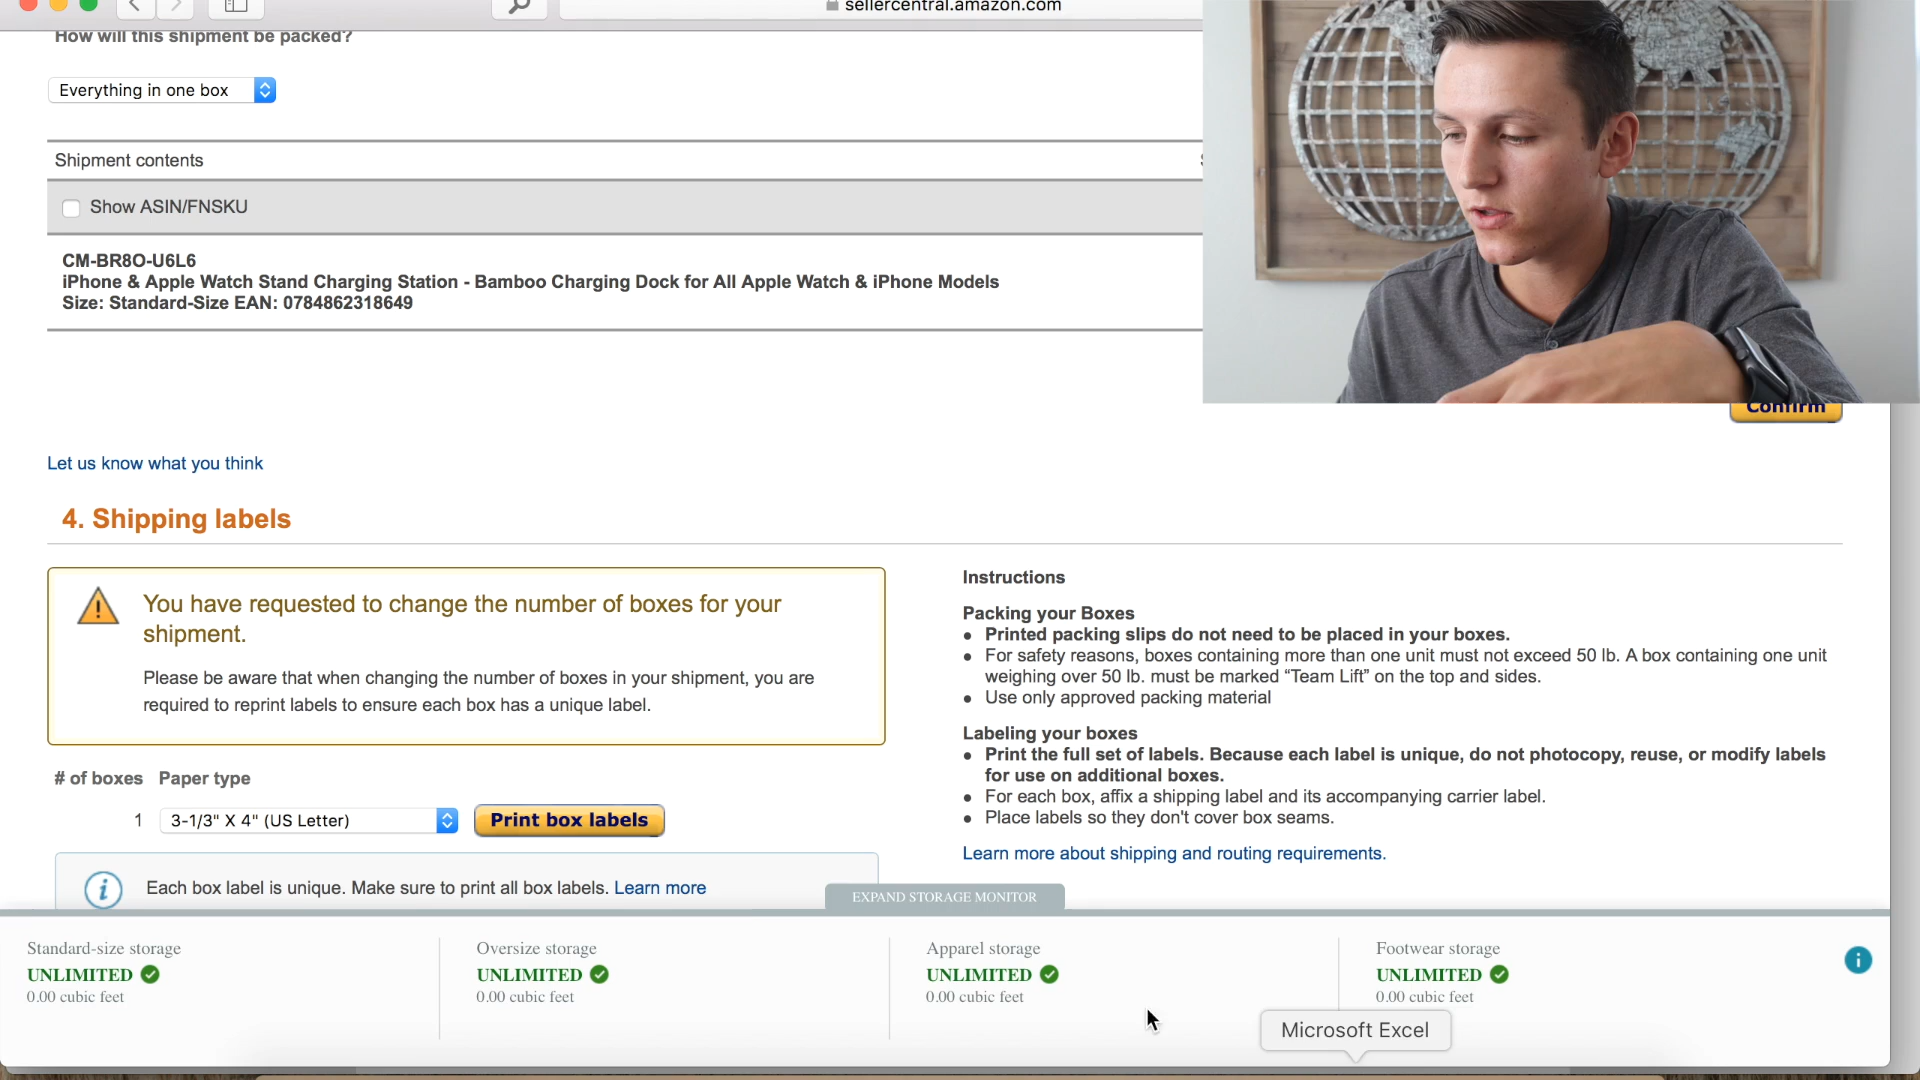 sellercentral.amazon.com
How will this shipment be packed?
Everything in one box
Shipment contents
Show ASIN/FNSKU
CM-BR8O-U6L6
iPhone & Apple Watch Stand Charging Station - Bamboo Charging Dock for All Apple Watch & iPhone Models
Size: Standard-Size EAN: 0784862318649
Confirm
Let us know what you think
4. Shipping labels
You have requested to change the number of boxes for your
shipment.
Please be aware that when changing the number of boxes in your shipment, you are
required to reprint labels to ensure each box has a unique label.
# of boxes Paper type
1 3-1/3" X 4" (US Letter) Print box labels
Each box label is unique. Make sure to print all box labels. Learn more
Instructions
Packing your Boxes
Printed packing slips do not need to be placed in your boxes.
For safety reasons, boxes containing more than one unit must not exceed 50 lb. A box containing one unit
weighing over 50 lb. must be marked “Team Lift” on the top and sides.
Use only approved packing material
Labeling your boxes
Print the full set of labels. Because each label is unique, do not photocopy, reuse, or modify labels
for use on additional boxes.
For each box, affix a shipping label and its accompanying carrier label.
Place labels so they don't cover box seams.
Learn more about shipping and routing requirements.
EXPAND STORAGE MONITOR
Standard-size storage
UNLIMITED
0.00 cubic feet
Oversize storage
UNLIMITED
0.00 cubic feet
Apparel storage
UNLIMITED
0.00 cubic feet
Footwear storage
UNLIMITED
0.00 cubic feet
Microsoft Excel